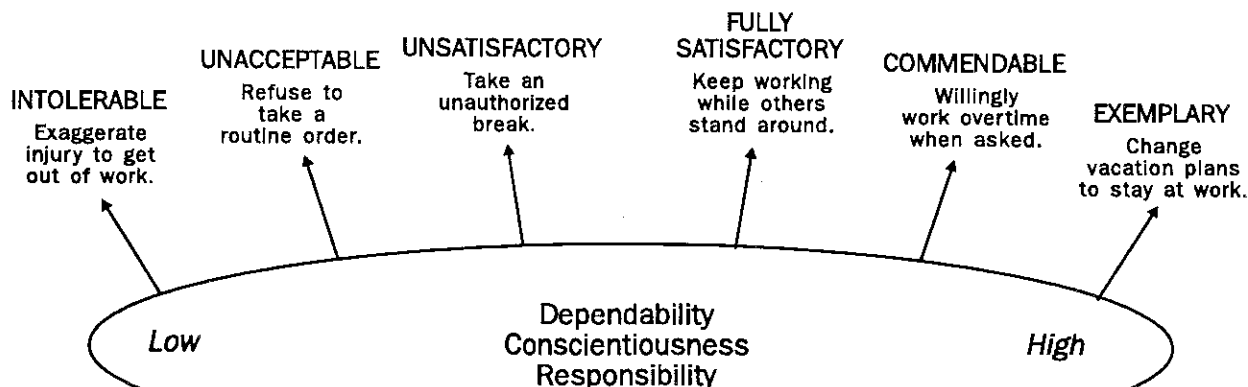 INTOLERABLE
Exaggerate
injury to get
out of work.
UNACCEPTABLE
Refuse to
take a
routine order.
UNSATISFACTORY
Take an
unauthorized
break.
FULLY
SATISFACTORY
Keep working
while others
stand around.
COMMENDABLE
Willingly
work overtime
when asked.
EXEMPLARY
Change
vacation plans
to stay at work.
Low
Dependability
Conscientiousness
Responsibility
High